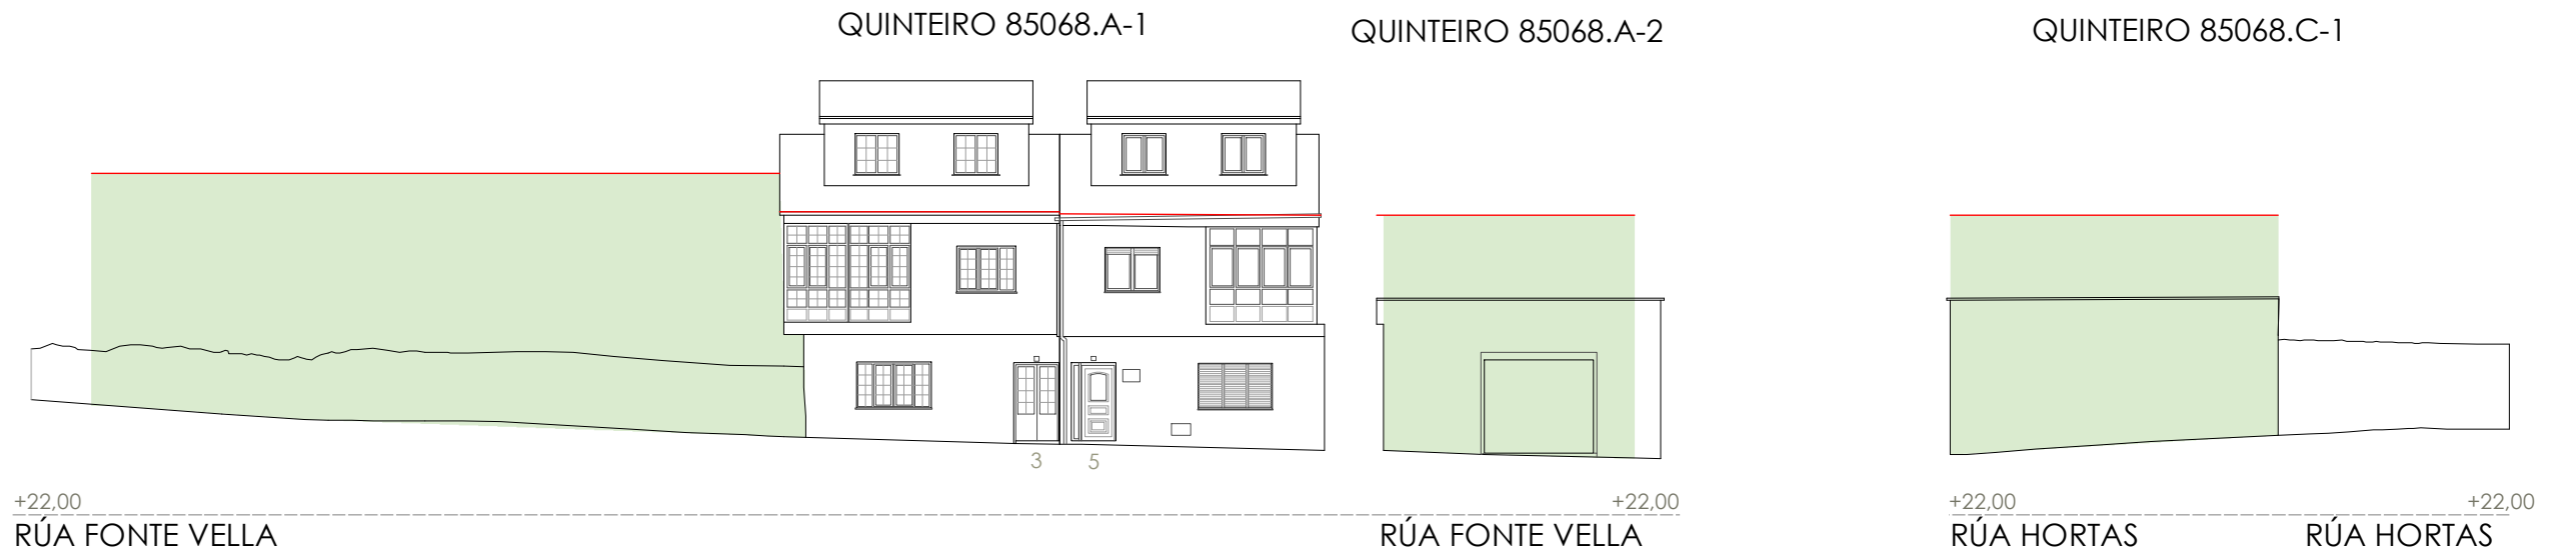 QUINTEIRO 85068.A-1
QUINTEIRO 85068.A-2
QUINTEIRO 85068.C-1
3
5
+22,00
+22,00
+22,00
+22,00
RÚA FONTE VELLA
RÚA FONTE VELLA
RÚA HORTAS
RÚA HORTAS